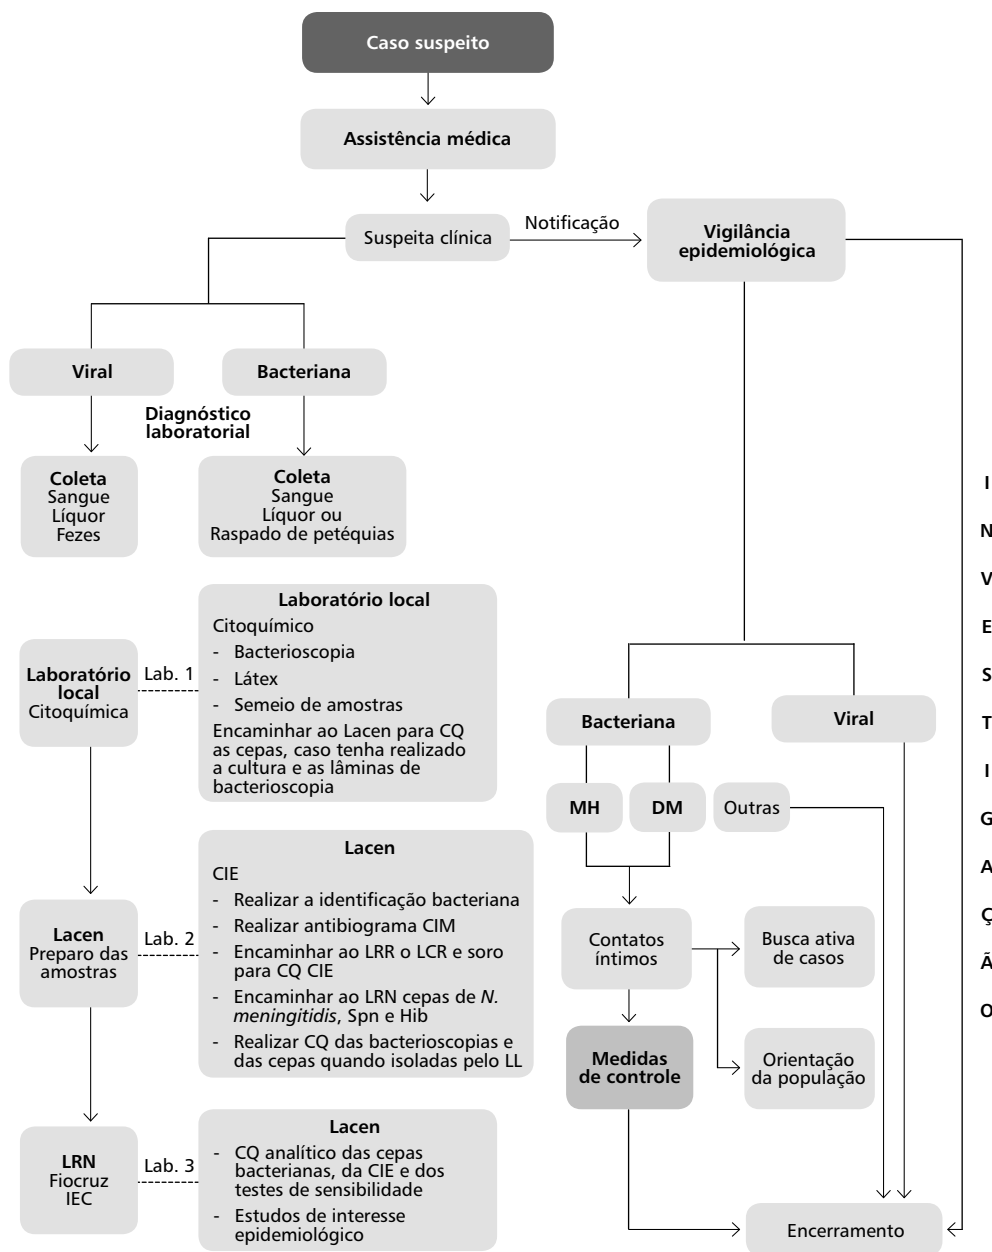 Caso suspeito
Assistência médica
Suspeita clínica
Notificação
Vigilância
epidemiológica
Viral
Bacteriana
Diagnóstico
laboratorial
Coleta
Sangue
Líquor
Fezes
Coleta
Sangue
Líquor ou
Raspado de petéquias
Laboratório
local
Citoquímica
Lab. 1
Laboratório local
Citoquímico
- Bacterioscopia
- Látex
- Semeio de amostras
Encaminhar ao Lacen para CQ
as cepas, caso tenha realizado
a cultura e as lâminas de
bacterioscopia
Lacen
Preparo das
amostras
Lab. 2
Lacen
CIE
- Realizar a identificação bacteriana
- Realizar antibiograma CIM
- Encaminhar ao LRR o LCR e soro
para CQ CIE
- Encaminhar ao LRN cepas de N.
meningitidis, Spn e Hib
- Realizar CQ das bacterioscopias e
das cepas quando isoladas pelo LL
LRN
Fiocruz
IEC
Lab. 3
Lacen
- CQ analítico das cepas
bacterianas, da CIE e dos
testes de sensibilidade
- Estudos de interesse
epidemiológico
Bacteriana
Viral
MH
DM
Outras
Contatos
íntimos
Busca ativa
de casos
Medidas
de controle
Orientação
da população
Encerramento
I
N
V
E
S
T
I
G
A
Ç
Ã
O